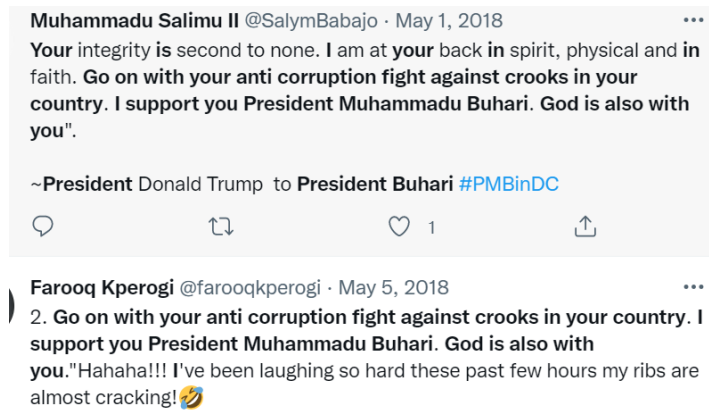 Muhammadu Salimu II @SalymBabajo · May 1, 2018
Your integrity is second to none. I am at your back in spirit, physical and in
faith. Go on with your anti corruption fight against crooks in your
country. I support you President Muhammadu Buhari. God is also with
you".
~President Donald Trump to President Buhari #PMBinDC
1
Farooq Kperogi @farooqkperogi · May 5, 2018
2. Go on with your anti corruption fight against crooks in your country. I
support you President Muhammadu Buhari. God is also with
you."Hahaha!!! I've been laughing so hard these past few hours my ribs are
almost cracking!🤣